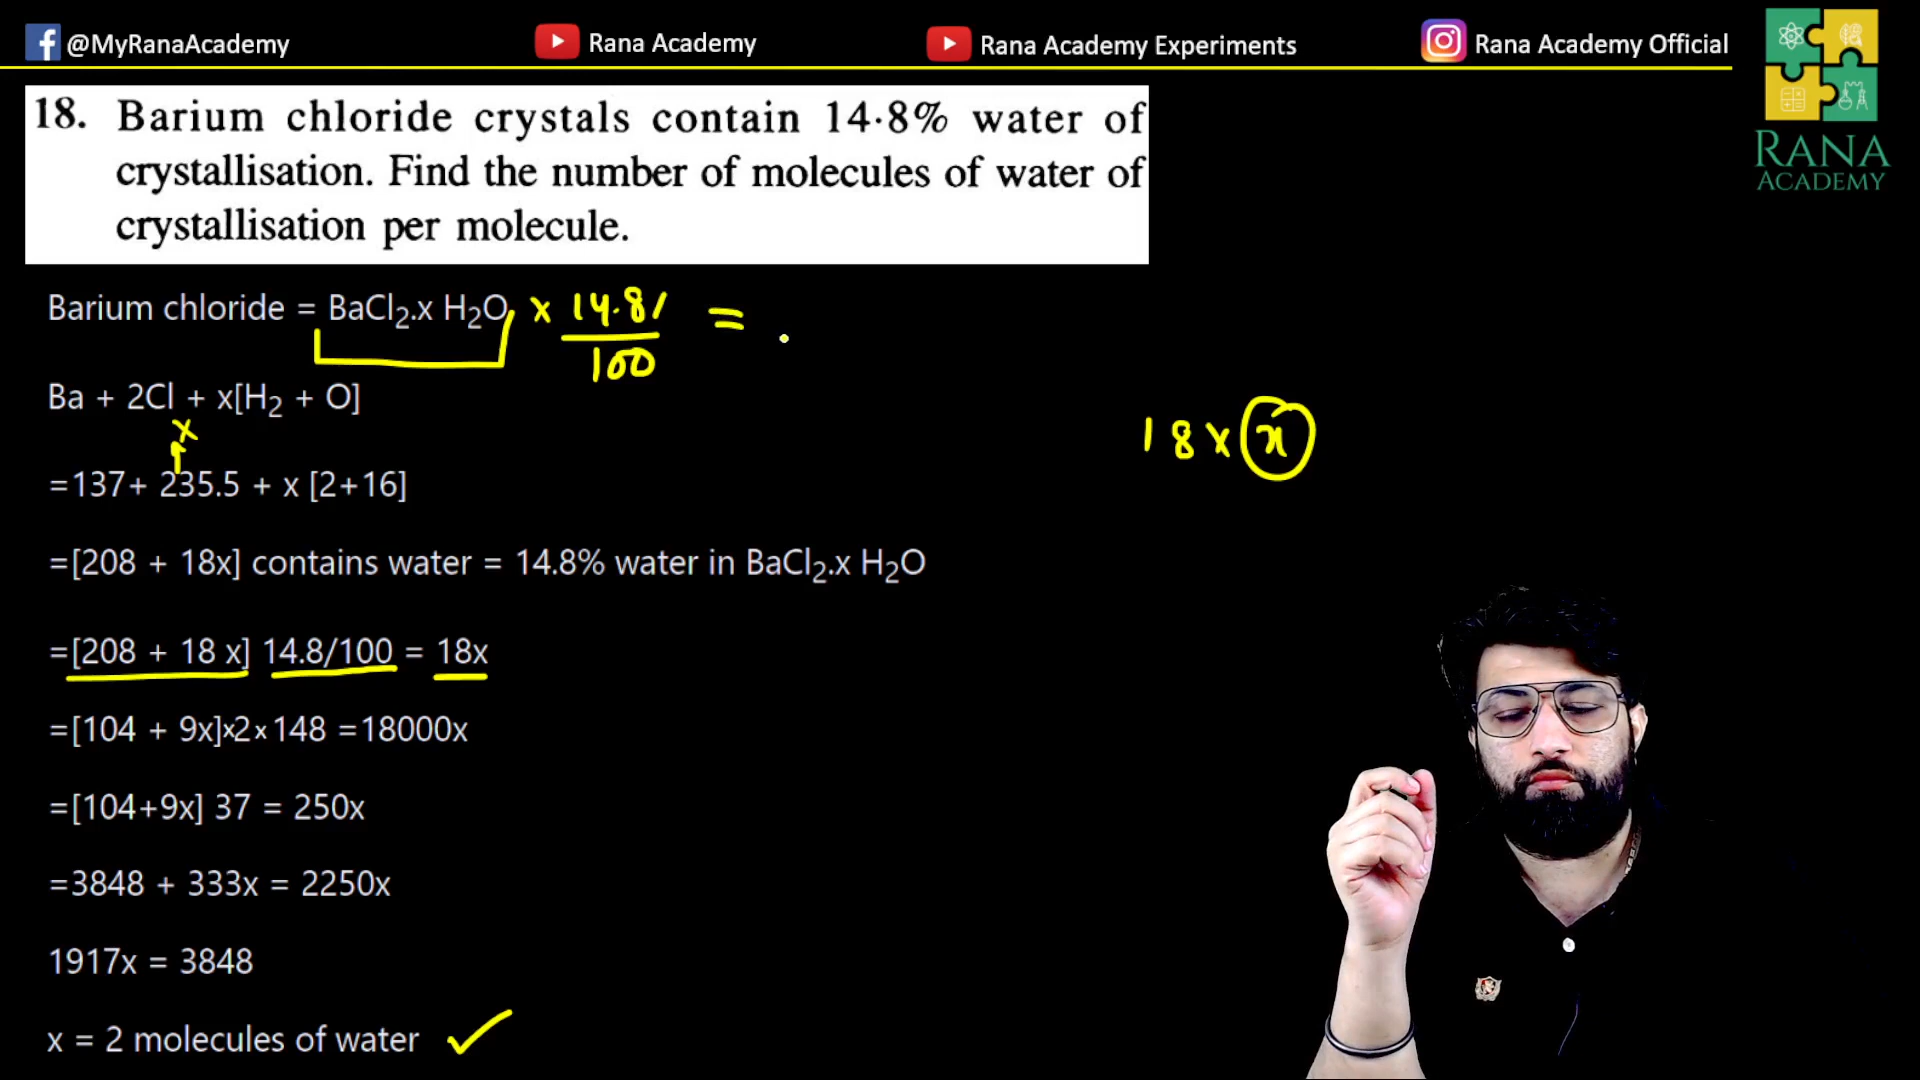 @MyRanaAcademy
Rana Academy
Rana Academy Experiments
Rana Academy Official
RANA
ACADEMY
18. Barium chloride crystals contain 14·8% water of
crystallisation. Find the number of molecules of water of
crystallisation per molecule.
Barium chloride = BaCl₂.x H₂O × 14.8/100 =
Ba + 2Cl + x[H₂ + O]
x
18 × x
=137+ 235.5 + x [2+16]
=[208 + 18x] contains water = 14.8% water in BaCl₂.x H₂O
=[208 + 18 x] 14.8/100 = 18x
=[104 + 9x]×2×148 =18000x
=[104+9x] 37 = 250x
=3848 + 333x = 2250x
1917x = 3848
x = 2 molecules of water